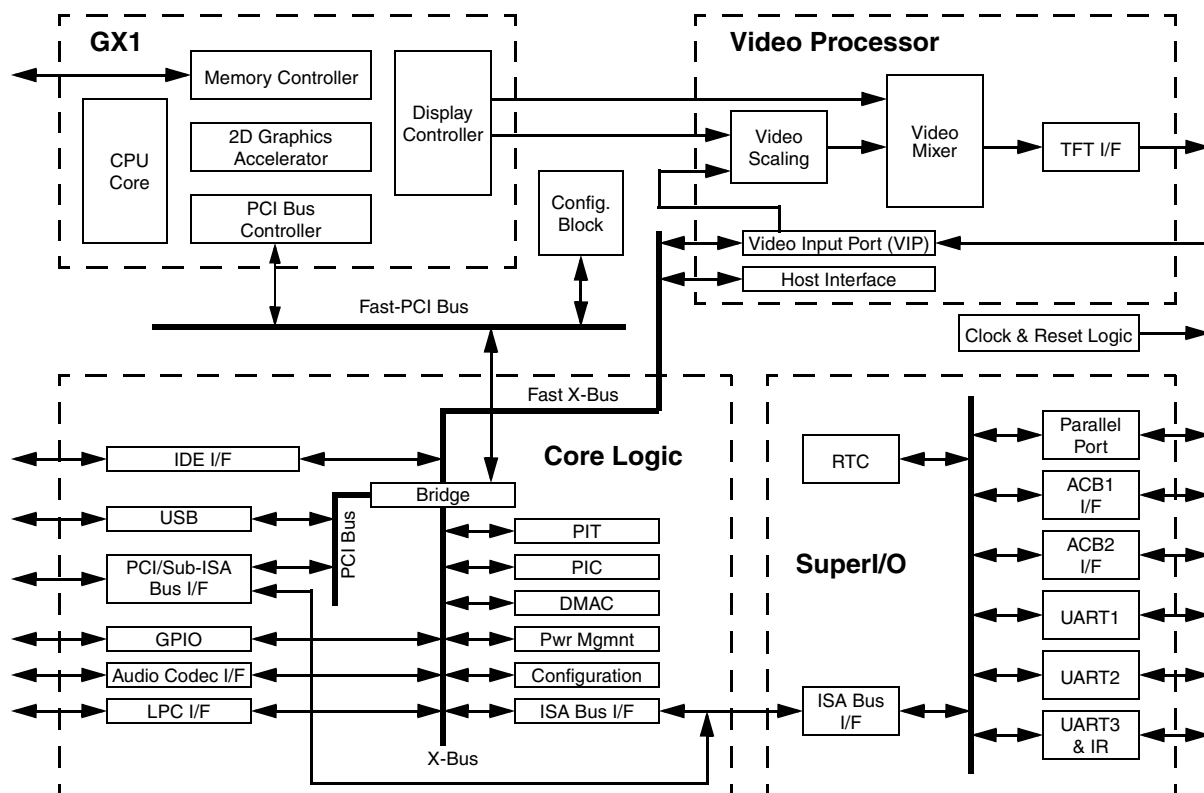 GX1
Memory Controller
CPU
Core
2D Graphics
Accelerator
PCI Bus
Controller
Display
Controller
Config.
Block
Fast-PCI Bus
Video Processor
Video
Scaling
Video
Mixer
TFT I/F
Video Input Port (VIP)
Host Interface
Clock & Reset Logic
Fast X-Bus
Core Logic
IDE I/F
Bridge
USB
PCI Bus
PCI/Sub-ISA
Bus I/F
GPIO
Audio Codec I/F
LPC I/F
X-Bus
PIT
PIC
DMAC
Pwr Mgmnt
Configuration
ISA Bus I/F
SuperI/O
RTC
ISA Bus
I/F
Parallel
Port
ACB1
I/F
ACB2
I/F
UART1
UART2
UART3
& IR